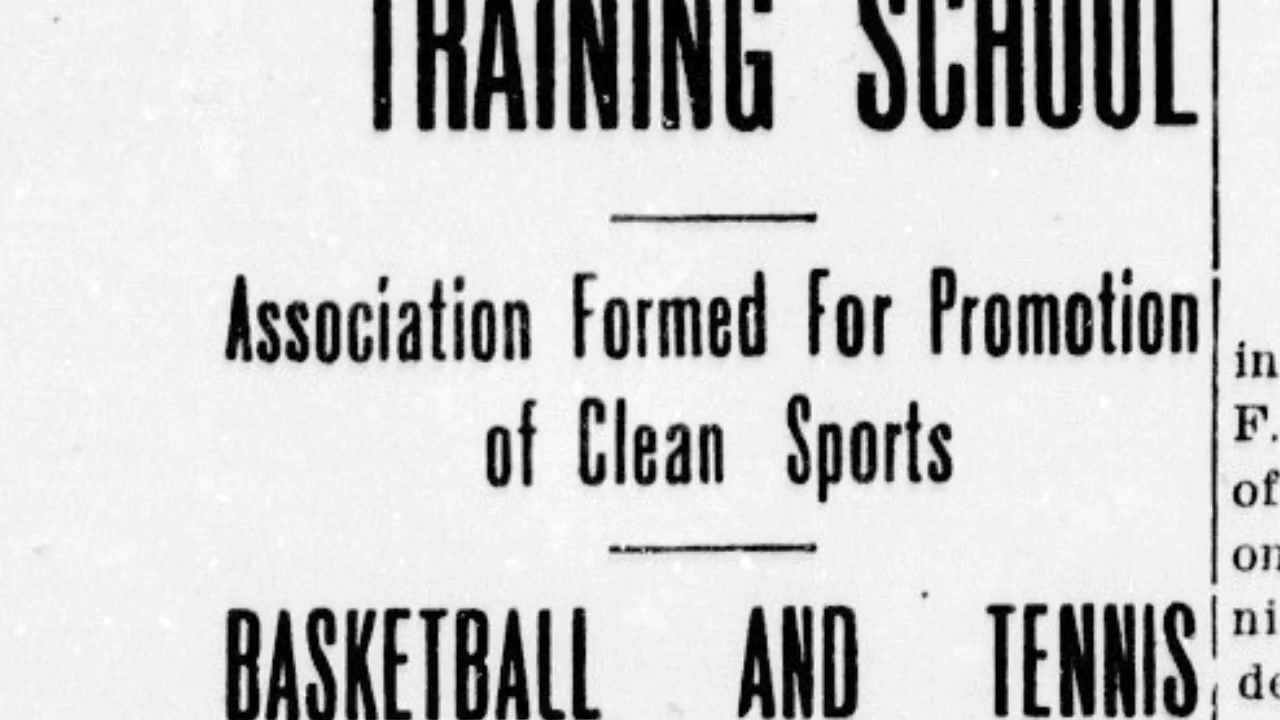 TRAINING SCHOOL
Association Formed For Promotion
of Clean Sports
BASKETBALL AND TENNIS
in
F.
of
on
ni
de